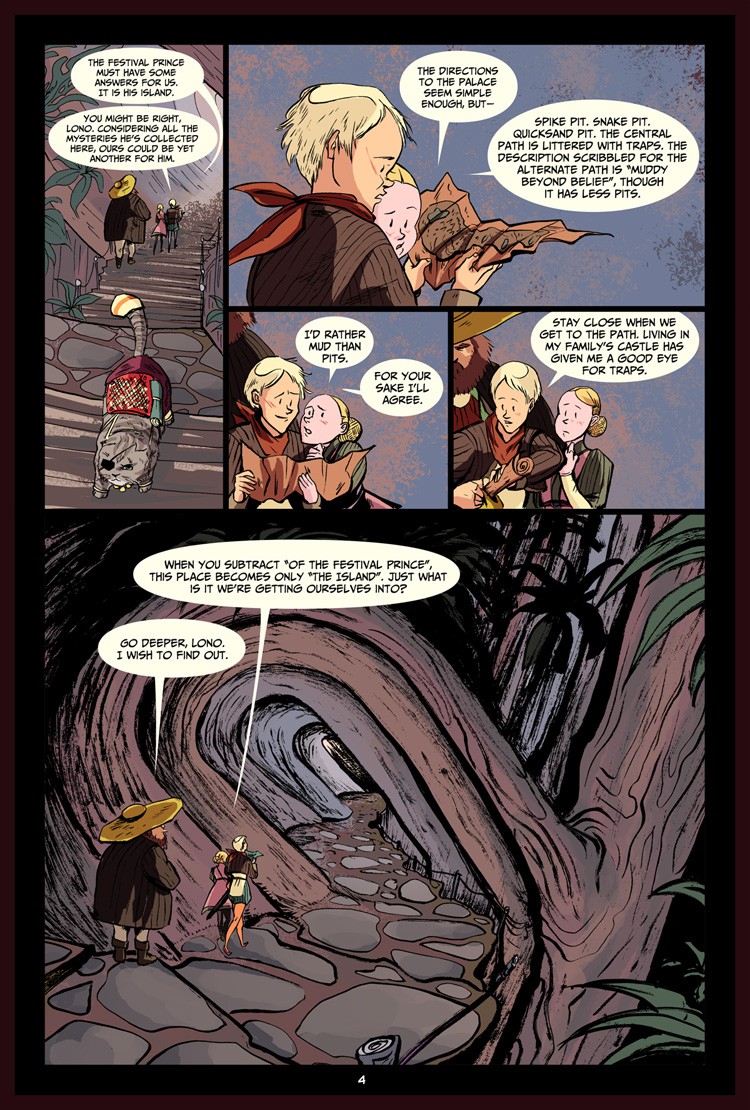 THE FESTIVAL PRINCE
MUST HAVE SOME
ANSWERS FOR US.
IT IS HIS ISLAND.
YOU MIGHT BE RIGHT,
LONO. CONSIDERING ALL THE
MYSTERIES HE'S COLLECTED
HERE, OURS COULD BE YET
ANOTHER FOR HIM.
THE DIRECTIONS
TO THE PALACE
SEEM SIMPLE
ENOUGH, BUT—
SPIKE PIT. SNAKE PIT.
QUICKSAND PIT. THE CENTRAL
PATH IS LITTERED WITH TRAPS. THE
DESCRIPTION SCRIBBLED FOR THE
ALTERNATE PATH IS "MUDDY
BEYOND BELIEF", THOUGH
IT HAS LESS PITS.
I'D RATHER
MUD THAN
PITS.
FOR YOUR
SAKE I'LL
AGREE.
STAY CLOSE WHEN WE
GET TO THE PATH. LIVING IN
MY FAMILY'S CASTLE HAS
GIVEN ME A GOOD EYE
FOR TRAPS.
WHEN YOU SUBTRACT "OF THE FESTIVAL PRINCE",
THIS PLACE BECOMES ONLY "THE ISLAND". JUST WHAT
IS IT WE'RE GETTING OURSELVES INTO?
GO DEEPER, LONO.
I WISH TO FIND OUT.
4